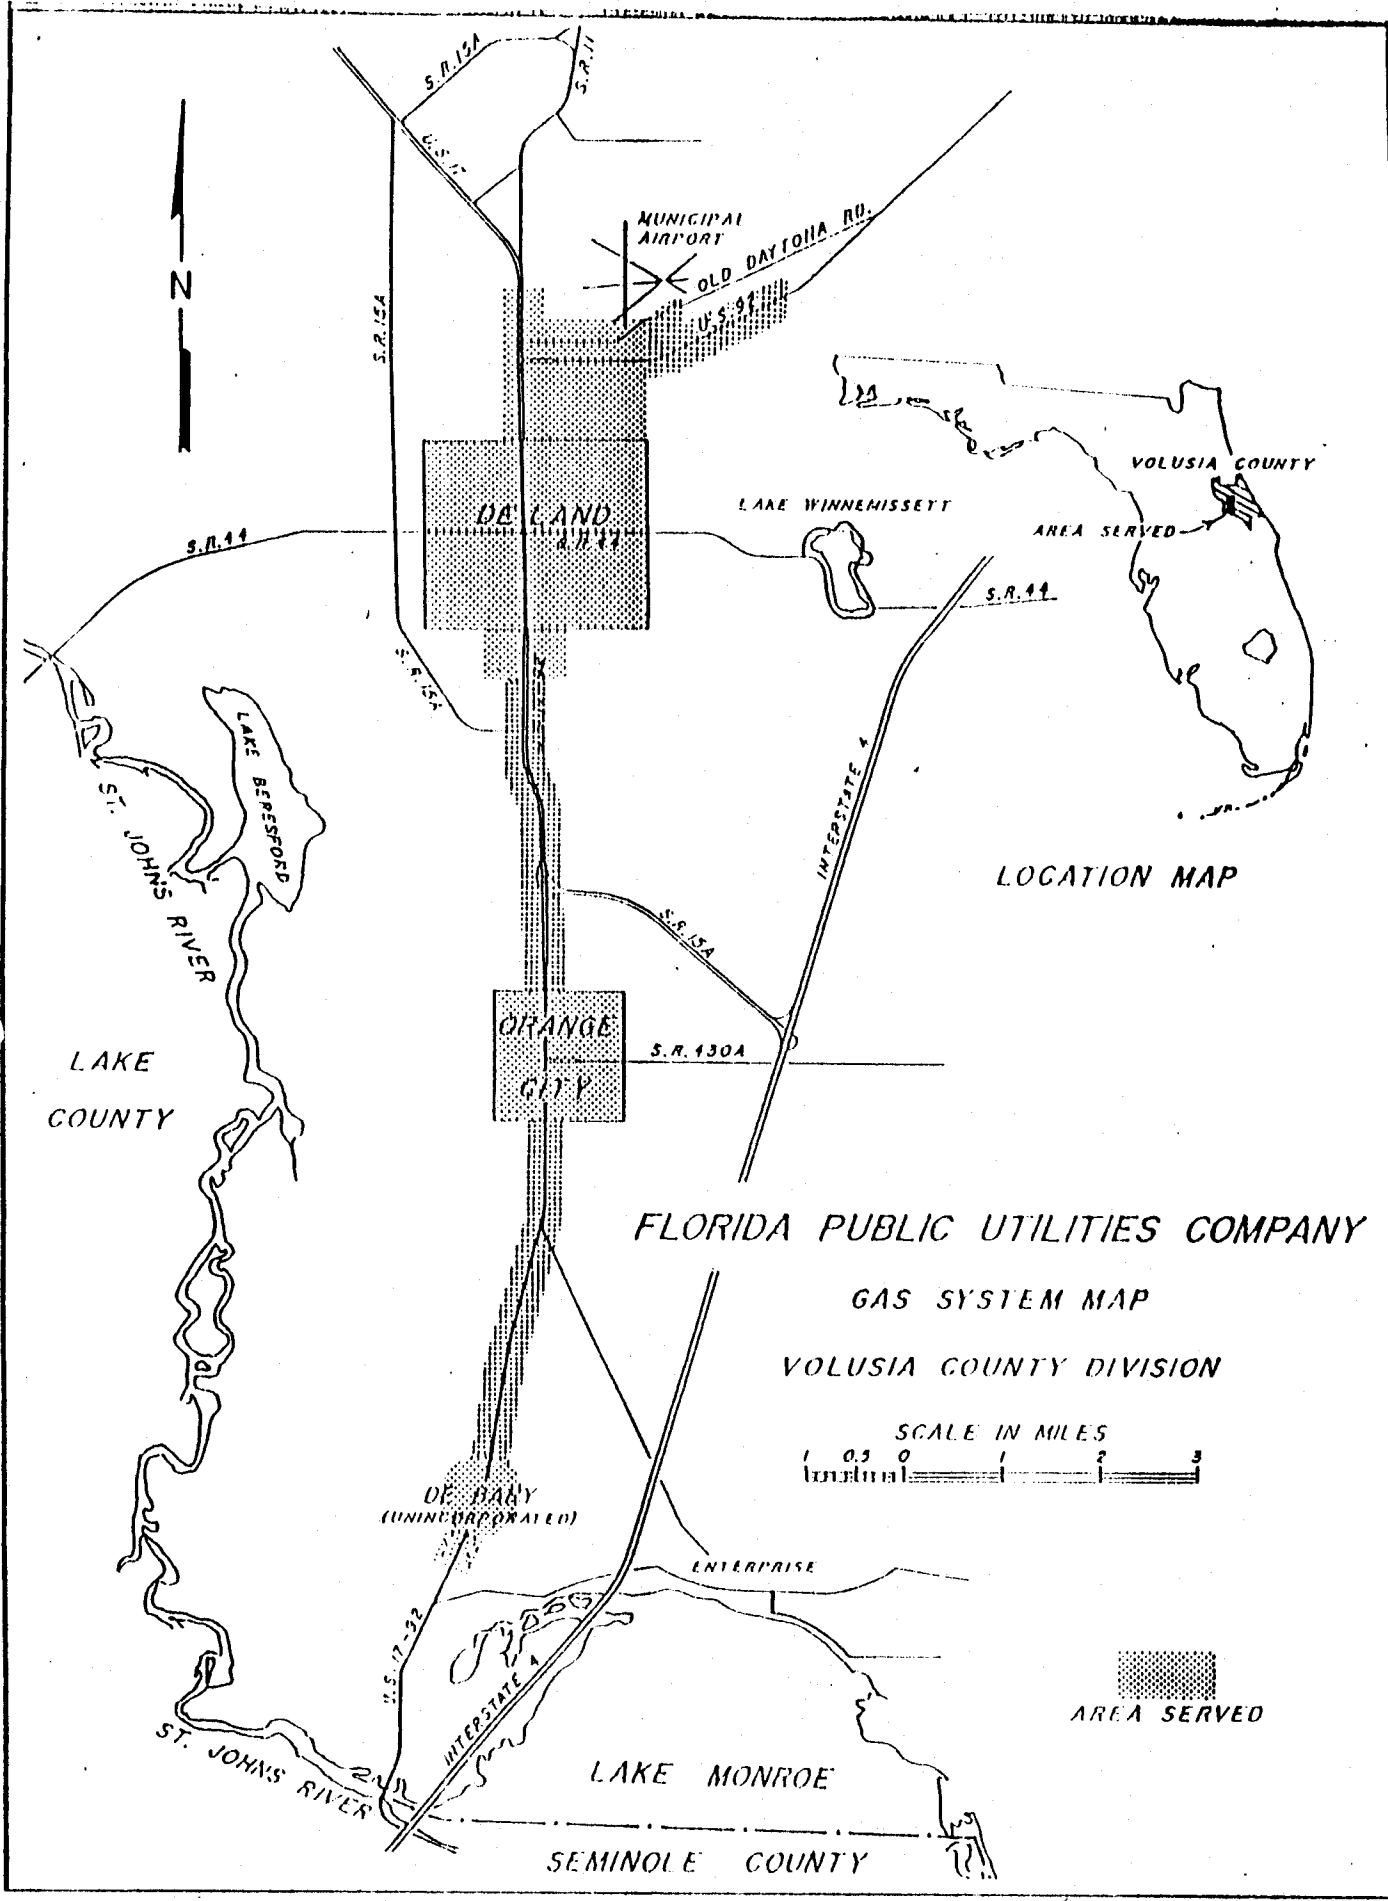 S.R.15A
S.R.11
U.S.17
MUNICIPAL
AIRPORT
OLD DAYTONA RD.
U.S.92
N
S.R.15A
VOLUSIA COUNTY
AREA SERVED
DE LAND
S.R.44
LAKE WINNEMISSETT
S.R.44
S.R.44
S.R.15A
LAKE BERESFORD
INTERSTATE 4
ST. JOHNS RIVER
LOCATION MAP
S.R.15A
ORANGE
CITY
S.R.430A
LAKE
COUNTY
FLORIDA PUBLIC UTILITIES COMPANY
GAS SYSTEM MAP
VOLUSIA COUNTY DIVISION
SCALE IN MILES
1 0.5 0 1 2 3
DE BARY
(UNINCORPORATED)
ENTERPRISE
U.S.17-92
INTERSTATE 4
AREA SERVED
ST. JOHNS RIVER
LAKE MONROE
SEMINOLE COUNTY